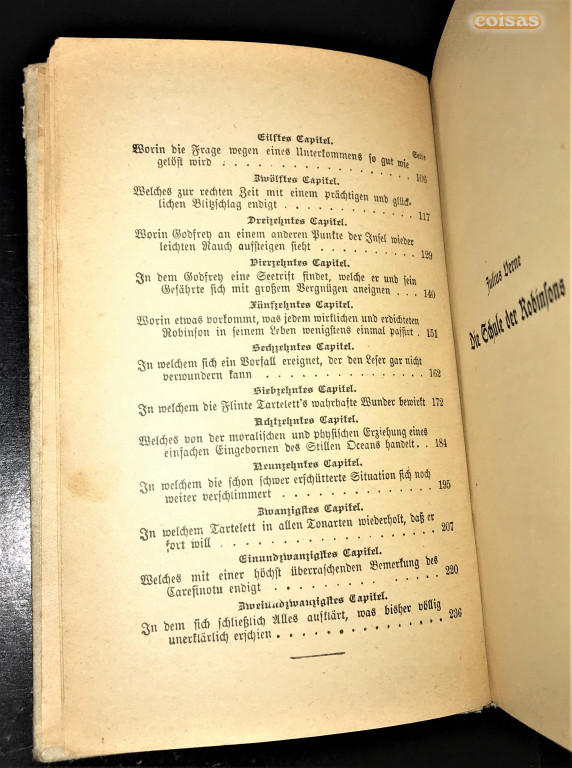 coisas
Eilftes Capitel.
Seite
Worin die Frage wegen eines Unterkommens so gut wie
gelöst wird . . . . . . . . . . . . . 106
Zwölftes Capitel.
Welches zur rechten Zeit mit einem prächtigen und glück-
lichen Blitzschlag endigt . . . . . . . . . 117
Dreizehntes Capitel.
Worin Godfrey an einem anderen Punkte der Insel wieder
leichten Rauch aufsteigen sieht . . . . . . . 129
Vierzehntes Capitel.
In dem Godfrey eine Seetrift findet, welche er und sein
Gefährte sich mit großem Vergnügen aneignen . . . 140
Fünfzehntes Capitel.
Worin etwas vorkommt, was jedem wirklichen und erdichteten
Robinson in seinem Leben wenigstens einmal passirt . 151
Sechzehntes Capitel.
In welchem sich ein Vorfall ereignet, der den Leser gar nicht
verwundern kann . . . . . . . . . . . 162
Siebzehntes Capitel.
In welchem die Flinte Tartelett's wahrhafte Wunder bewirkt 172
Achtzehntes Capitel.
Welches von der moralischen und physischen Erziehung eines
einfachen Eingebornen des Stillen Oceans handelt . . 184
Neunzehntes Capitel.
In welchem die schon schwer erschütterte Situation sich noch
weiter verschlimmert . . . . . . . . . . 195
Zwanzigstes Capitel.
In welchem Tartelett in allen Tonarten wiederholt, daß er
fort will . . . . . . . . . . . . . . 207
Einundzwanzigstes Capitel.
Welches mit einer höchst überraschenden Bemerkung des
Carefinotu endigt . . . . . . . . . . . 220
Zweiundzwanzigstes Capitel.
In dem sich schließlich Alles aufklärt, was bisher völlig
unerklärlich erschien . . . . . . . . . . 236
Julius Verne
Die Schule der Robinsons